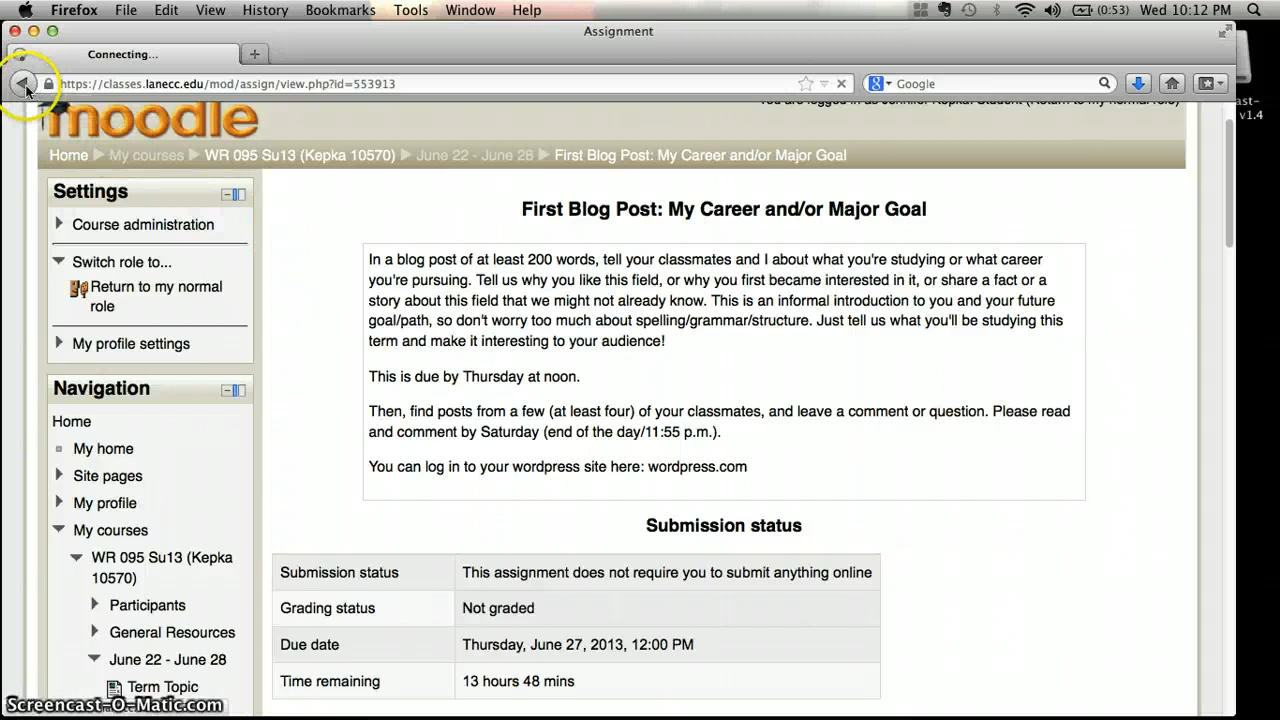 Firefox File Edit View History Bookmarks Tools Window Help (0:53) Wed 10:12 PM
Assignment
Connecting...
https://classes.lanecc.edu/mod/assign/view.php?id=553913 Google
moodle
Home My courses WR 095 Su13 (Kepka 10570) June 22 - June 28 First Blog Post: My Career and/or Major Goal
Settings
Course administration
Switch role to...
Return to my normal
role
My profile settings
Navigation
Home
My home
Site pages
My profile
My courses
WR 095 Su13 (Kepka
10570)
Participants
General Resources
June 22 - June 28
Term Topic
First Blog Post: My Career and/or Major Goal
In a blog post of at least 200 words, tell your classmates and I about what you're studying or what career
you're pursuing. Tell us why you like this field, or why you first became interested in it, or share a fact or a
story about this field that we might not already know. This is an informal introduction to you and your future
goal/path, so don't worry too much about spelling/grammar/structure. Just tell us what you'll be studying this
term and make it interesting to your audience!
This is due by Thursday at noon.
Then, find posts from a few (at least four) of your classmates, and leave a comment or question. Please read
and comment by Saturday (end of the day/11:55 p.m.).
You can log in to your wordpress site here: wordpress.com
Submission status
Submission status This assignment does not require you to submit anything online
Grading status Not graded
Due date Thursday, June 27, 2013, 12:00 PM
Time remaining 13 hours 48 mins
ast-
v1.4
Screencast-O-Matic.com